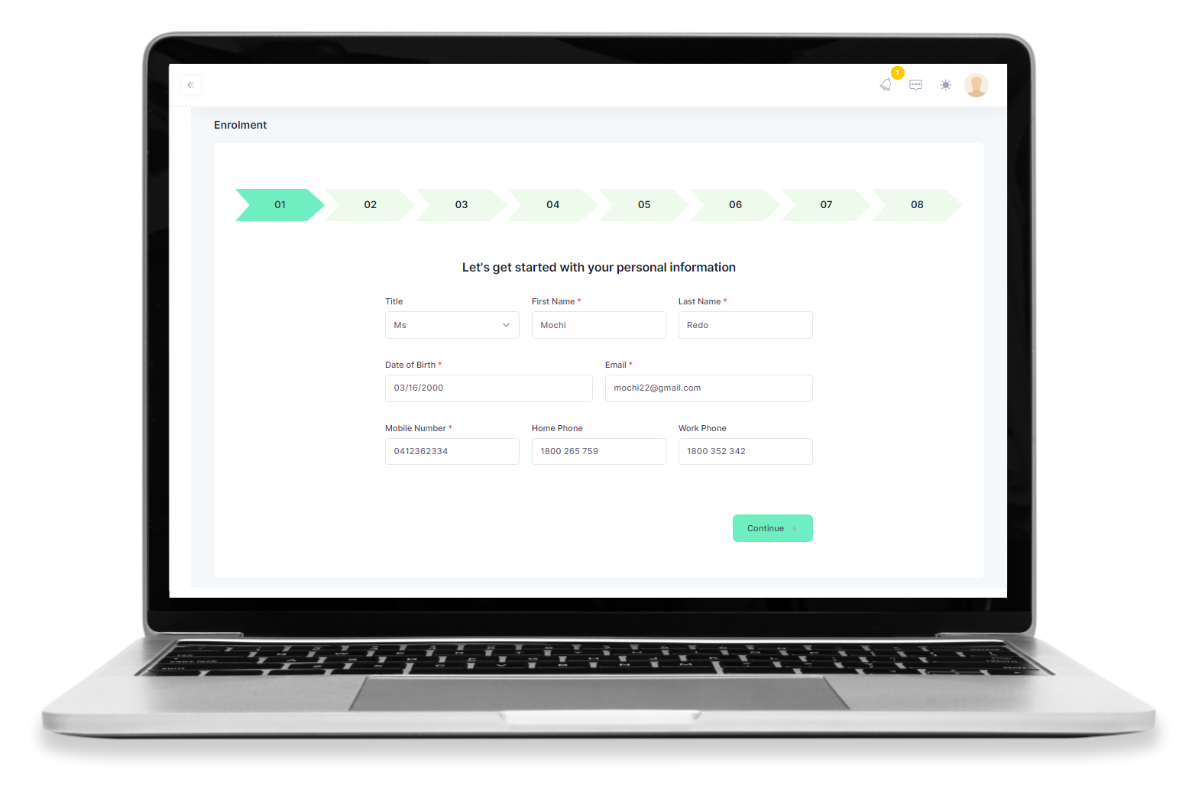 1
Enrolment
01 02 03 04 05 06 07 08
Let's get started with your personal information
Title First Name * Last Name *
Ms Mochi Redo
Date of Birth * Email *
03/16/2000 mochi22@gmail.com
Mobile Number * Home Phone Work Phone
0412362334 1800 265 759 1800 352 342
Continue